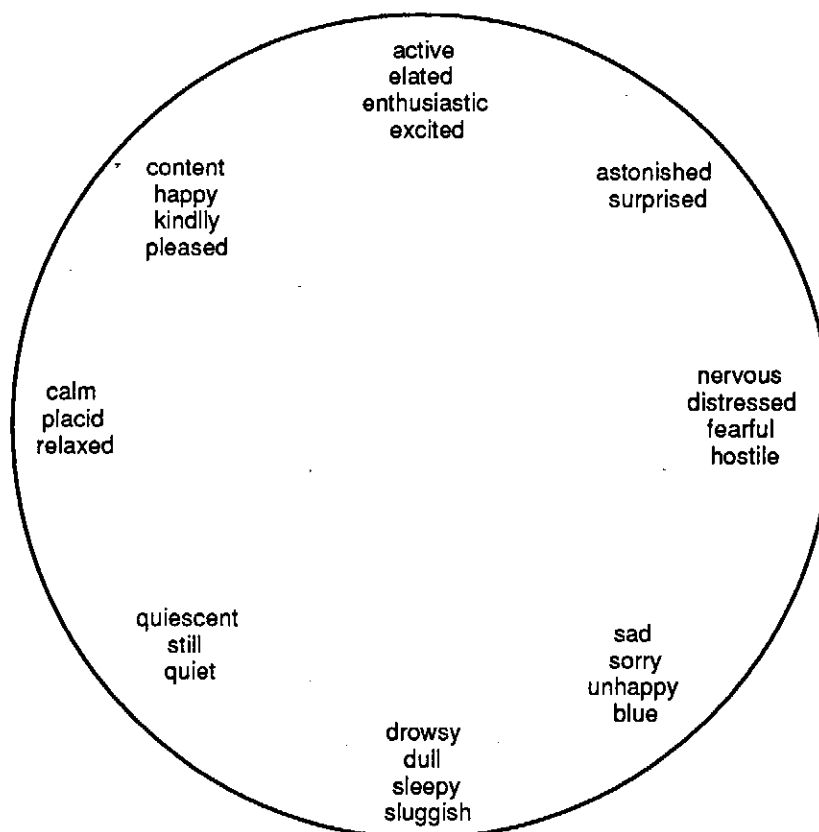 active
elated
enthusiastic
excited
content
happy
kindlly
pleased
astonished
surprised
calm
placid
relaxed
nervous
distressed
fearful
hostile
quiescent
still
quiet
sad
sorry
unhappy
blue
drowsy
dull
sleepy
sluggish